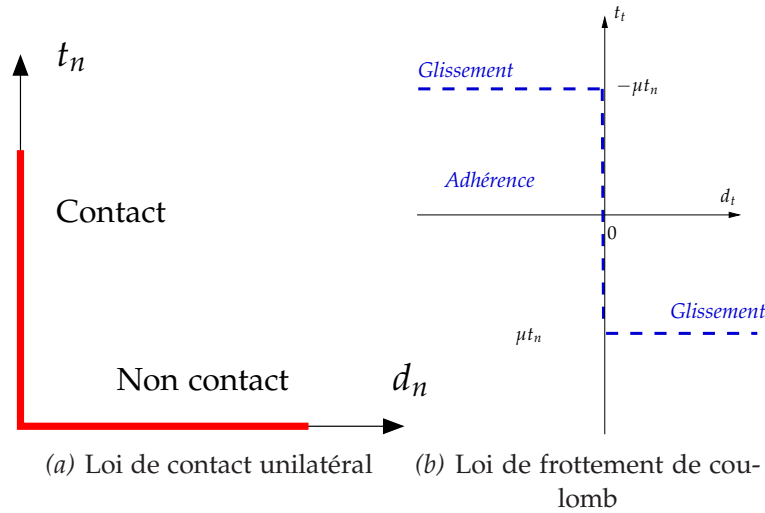 t_n
Contact
Non contact
d_n
(a) Loi de contact unilatéral
t_t
Glissement
−μt_n
Adhérence
d_t
0
Glissement
μt_n
(b) Loi de frottement de cou-
lomb